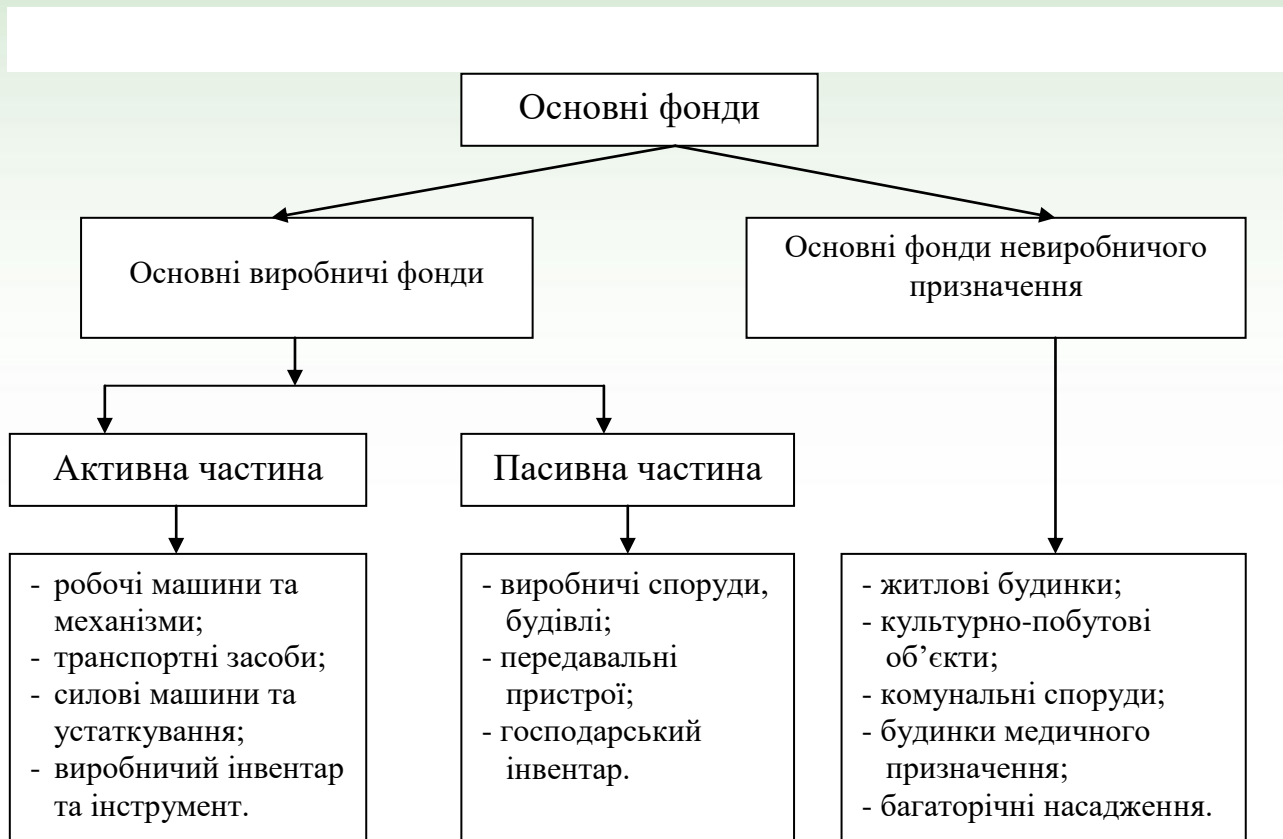 Основні фонди
Основні виробничі фонди
Основні фонди невиробничого
призначення
Активна частина
Пасивна частина
- робочі машини та
механізми;
- транспортні засоби;
- силові машини та
устаткування;
- виробничий інвентар
та інструмент.
- виробничі споруди,
будівлі;
- передавальні
пристрої;
- господарський
інвентар.
- житлові будинки;
- культурно-побутові
об’єкти;
- комунальні споруди;
- будинки медичного
призначення;
- багаторічні насадження.